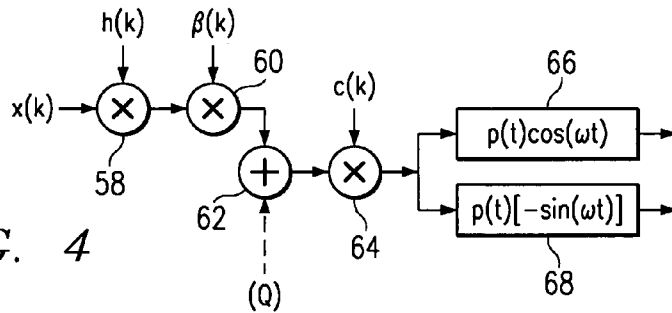 h(k)
β(k)
60
x(k)
×
×
c(k)
66
58
p(t)cos(ωt)
+
×
62
64
p(t)[-sin(ωt)]
G. 4
68
(Q)